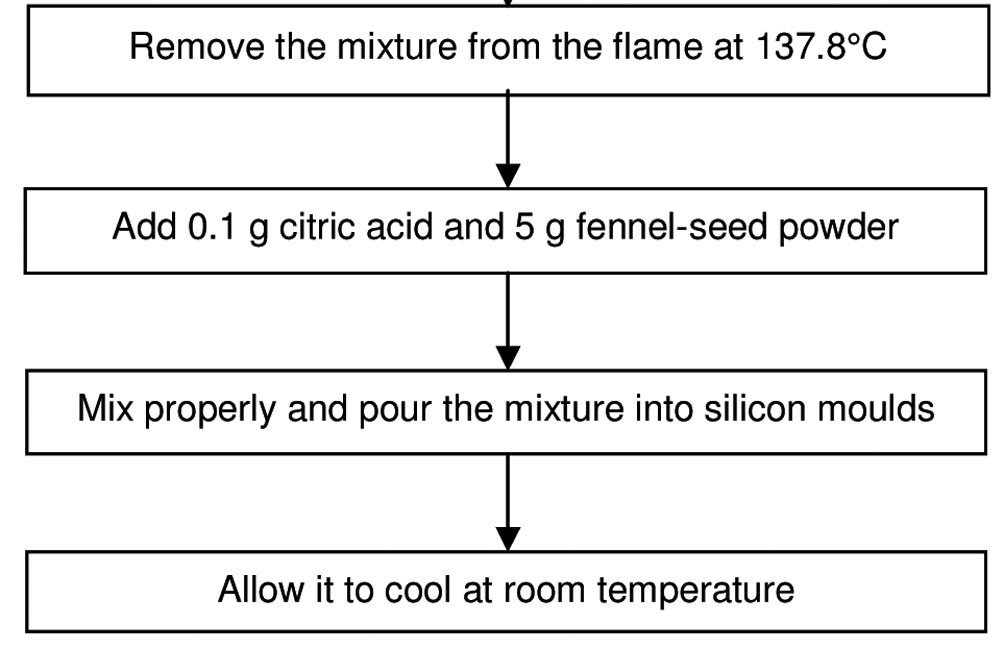 Remove the mixture from the flame at 137.8°C
Add 0.1 g citric acid and 5 g fennel-seed powder
Mix properly and pour the mixture into silicon moulds
Allow it to cool at room temperature